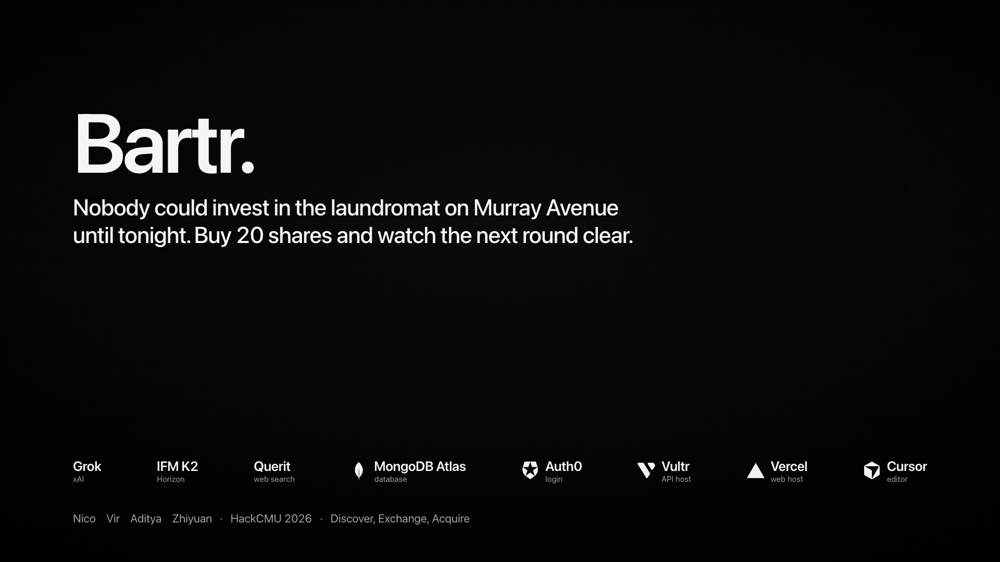 Bartr.
Nobody could invest in the laundromat on Murray Avenue
until tonight. Buy 20 shares and watch the next round clear.
Grok
xAI
IFM K2
Horizon
Querit
web search
MongoDB Atlas
database
Auth0
login
Vultr
API host
Vercel
web host
Cursor
editor
Nico Vir Aditya Zhiyuan · HackCMU 2026 · Discover, Exchange, Acquire